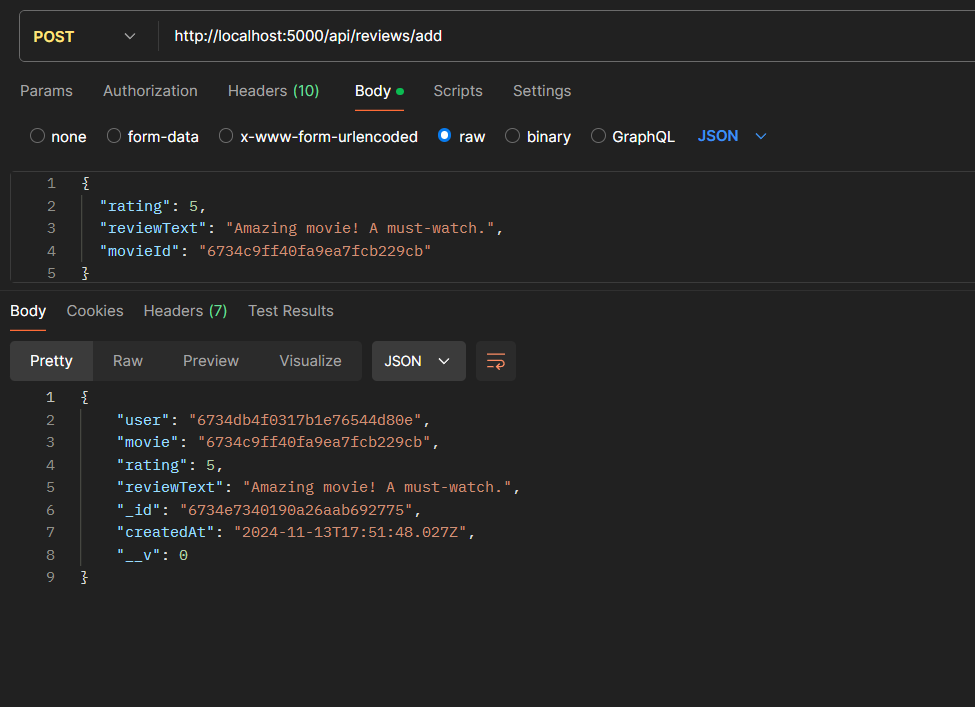 POST http://localhost:5000/api/reviews/add
Params Authorization Headers (10) Body Scripts Settings
none form-data x-www-form-urlencoded raw binary GraphQL JSON
1 {
2 "rating": 5,
3 "reviewText": "Amazing movie! A must-watch.",
4 "movieId": "6734c9ff40fa9ea7fcb229cb"
5 }
Body Cookies Headers (7) Test Results
Pretty Raw Preview Visualize JSON
1 {
2 "user": "6734db4f0317b1e76544d80e",
3 "movie": "6734c9ff40fa9ea7fcb229cb",
4 "rating": 5,
5 "reviewText": "Amazing movie! A must-watch.",
6 "_id": "6734e7340190a26aab692775",
7 "createdAt": "2024-11-13T17:51:48.027Z",
8 "__v": 0
9 }